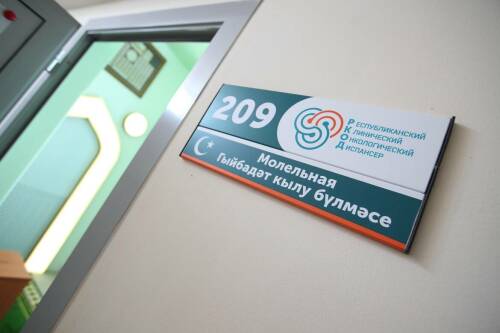 209
РЕСПУБЛИКАНСКИЙ
КЛИНИЧЕСКИЙ
ОНКОЛОГИЧЕСКИЙ
ДИСПАНСЕР
Молельная
Гыйбадәт кылу бүлмәсе